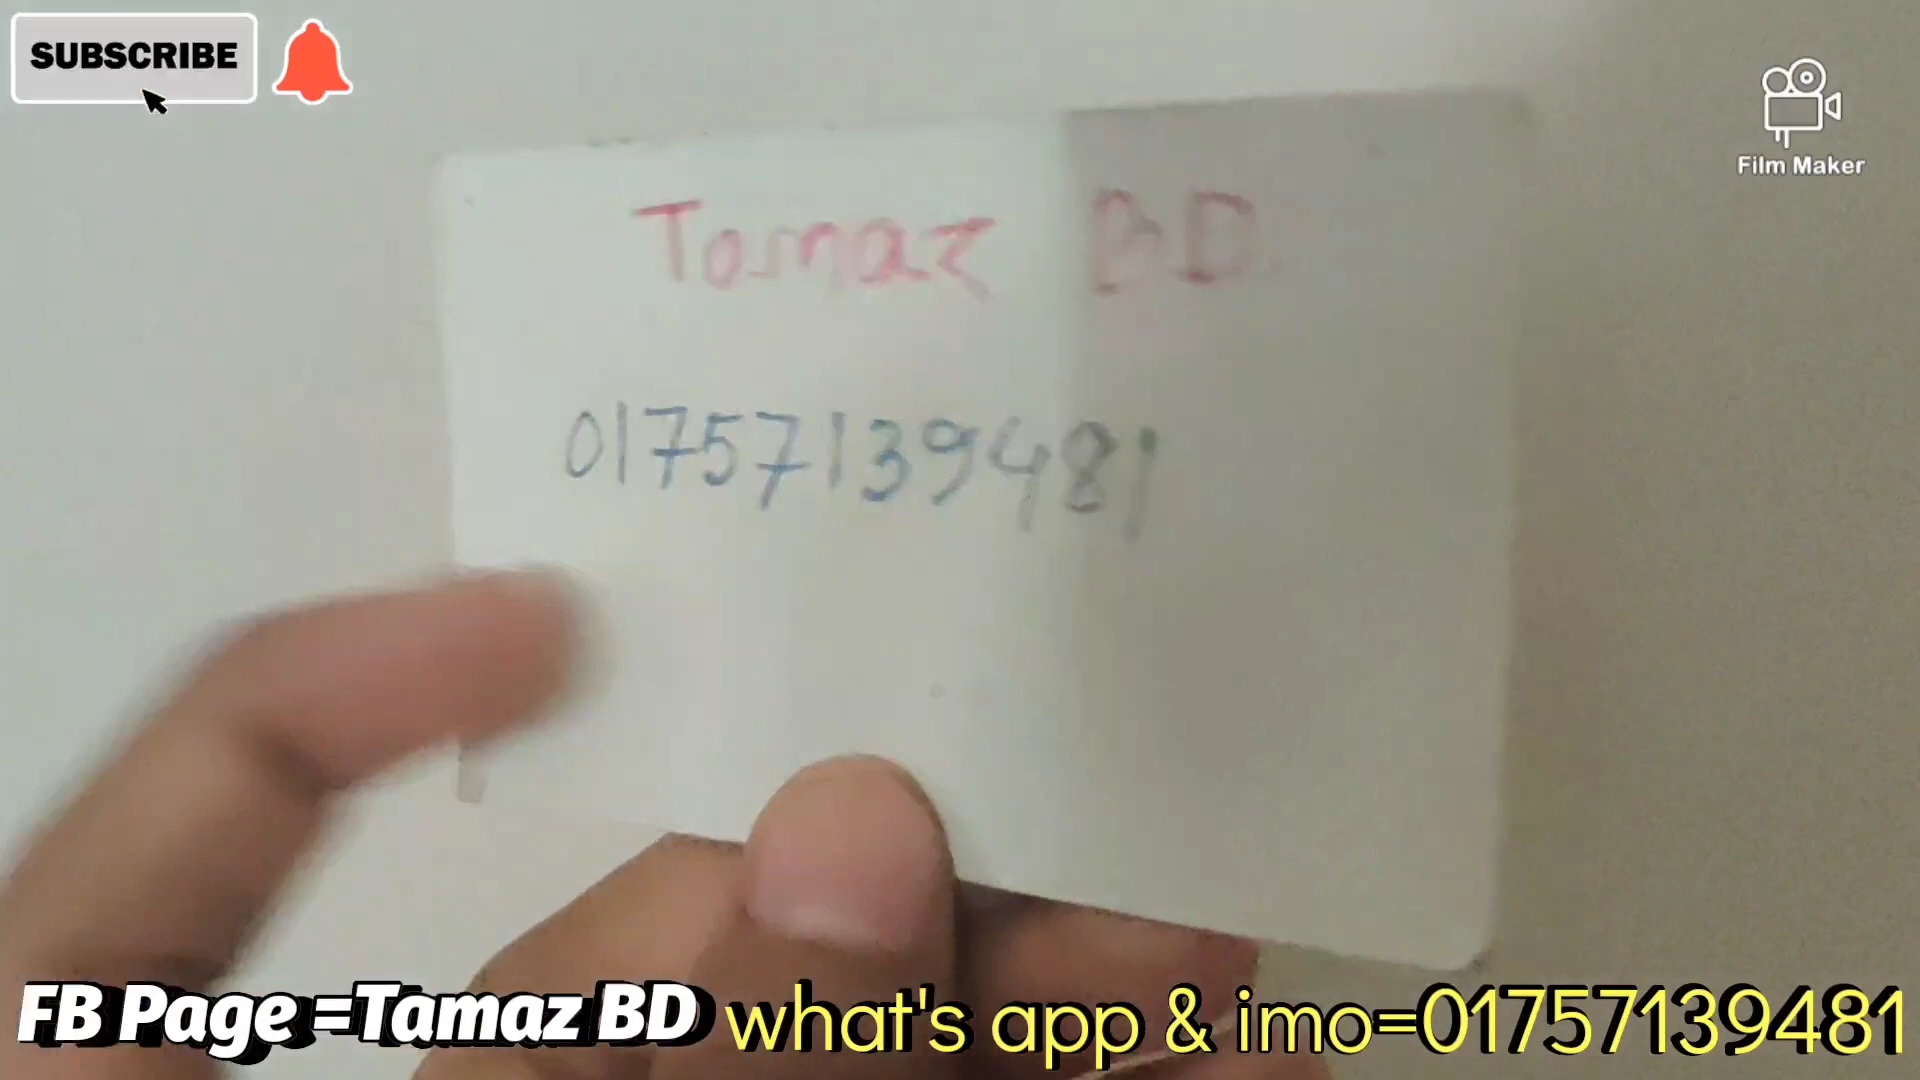 SUBSCRIBE
Film Maker
Tamaz BD
01757139481
FB Page =Tamaz BD what's app & imo=01757139481